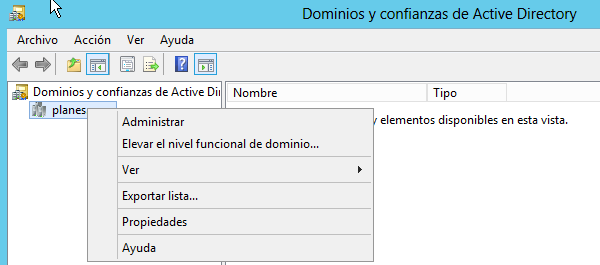 Dominios y confianzas de Active Directory
Archivo Acción Ver Ayuda
Dominios y confianzas de Active Di
Nombre Tipo
planes
y elementos disponibles en esta vista.
Administrar
Elevar el nivel funcional de dominio...
Ver
Exportar lista...
Propiedades
Ayuda